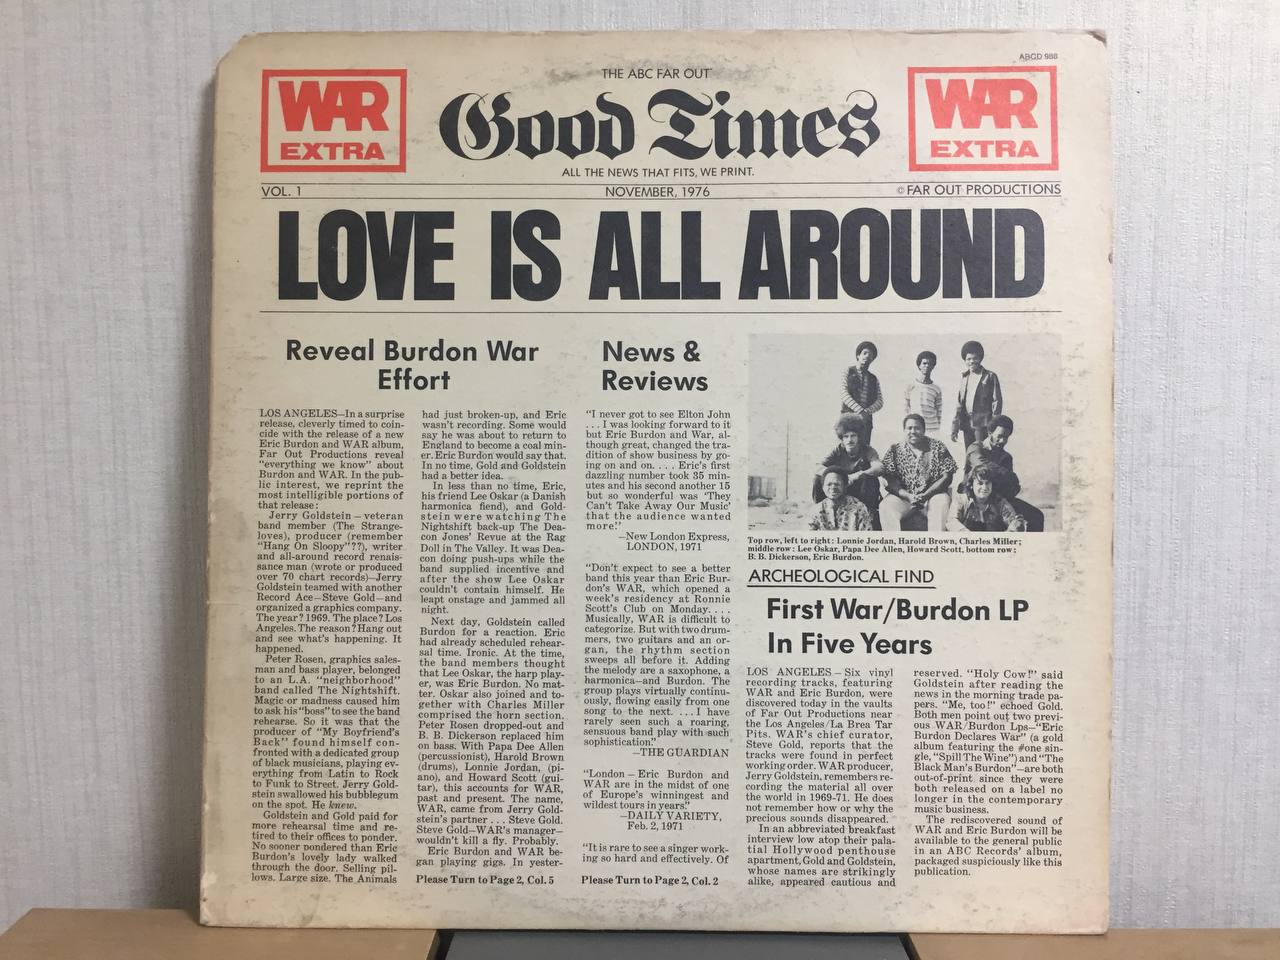 ABCD 988
WAR
EXTRA
THE ABC FAR OUT
Good Times
ALL THE NEWS THAT FITS, WE PRINT.
WAR
EXTRA
VOL. 1
NOVEMBER, 1976
© FAR OUT PRODUCTIONS
LOVE IS ALL AROUND
Reveal Burdon War
Effort
LOS ANGELES—In a surprise
release, cleverly timed to coin-
cide with the release of a new
Eric Burdon and WAR album,
Far Out Productions reveal
"everything we know" about
Burdon and WAR. In the pub-
lic interest, we reprint the
most intelligible portions of
that release:
Jerry Goldstein – veteran
band member (The Strange-
loves), producer (remember
"Hang On Sloopy"??), writer
and all-around record renais-
sance man (wrote or produced
over 70 chart records)—Jerry
Goldstein teamed with another
Record Ace—Steve Gold—and
organized a graphics company.
The year? 1969. The place? Los
Angeles. The reason? Hang out
and see what's happening. It
happened.
Peter Rosen, graphics sales-
man and bass player, belonged
to an L.A. "neighborhood"
band called The Nightshift.
Magic or madness caused him
to ask his "boss" to see the band
rehearse. So it was that the
producer of "My Boyfriend's
Back" found himself con-
fronted with a dedicated group
of black musicians, playing ev-
erything from Latin to Rock
to Funk to Street. Jerry Gold-
stein swallowed his bubblegum
on the spot. He knew.
Goldstein and Gold paid for
more rehearsal time and re-
tired to their offices to ponder.
No sooner pondered than Eric
Burdon's lovely lady walked
through the door. Selling pil-
lows. Large size. The Animals
had just broken-up, and Eric
wasn't recording. Some would
say he was about to return to
England to become a coal min-
er. Eric Burdon would say that.
In no time, Gold and Goldstein
had a better idea.
In less than no time, Eric,
his friend Lee Oskar (a Danish
harmonica fiend), and Gold-
stein were watching The
Nightshift back-up The Dea-
con Jones' Revue at the Rag
Doll in The Valley. It was Dea-
con doing push-ups while the
band supplied incentive and
after the show Lee Oskar
couldn't contain himself. He
leapt onstage and jammed all
night.
Next day, Goldstein called
Burdon for a reaction. Eric
had already scheduled rehear-
sal time. Ironic. At the time,
the band members thought
that Lee Oskar, the harp play-
er, was Eric Burdon. No mat-
ter. Oskar also joined and to-
gether with Charles Miller
comprised the horn section.
Peter Rosen dropped-out and
B. B. Dickerson replaced him
on bass. With Papa Dee Allen
(percussionist), Harold Brown
(drums), Lonnie Jordan, (pi-
ano), and Howard Scott (gui-
tar), this accounts for WAR,
past and present. The name,
WAR, came from Jerry Gold-
stein's partner . . . Steve Gold.
Steve Gold—WAR's manager—
wouldn't kill a fly. Probably.
Eric Burdon and WAR be-
gan playing gigs. In yester-
Please Turn to Page 2, Col. 5
News &
Reviews
"I never got to see Elton John
. . . I was looking forward to it
but Eric Burdon and War, al-
though great, changed the tra-
dition of show business by go-
ing on and on. . . . Eric's first
dazzling number took 35 min-
utes and his second another 15
but so wonderful was 'They
Can't Take Away Our Music'
that the audience wanted
more."
—New London Express,
LONDON, 1971
"Don't expect to see a better
band this year than Eric Bur-
don's WAR, which opened a
week's residency at Ronnie
Scott's Club on Monday. . . .
Musically, WAR is difficult to
categorize. But with two drum-
mers, two guitars and an or-
gan, the rhythm section
sweeps all before it. Adding
the melody are a saxophone, a
harmonica—and Burdon. The
group plays virtually continu-
ously, flowing easily from one
song to the next. . . . I have
rarely seen such a roaring,
sensuous band play with such
sophistication."
—THE GUARDIAN
"London – Eric Burdon and
WAR are in the midst of one
of Europe's winningest and
wildest tours in years."
—DAILY VARIETY,
Feb. 2, 1971
"It is rare to see a singer work-
ing so hard and effectively. Of
Please Turn to Page 2, Col. 2
Top row, left to right: Lonnie Jordan, Harold Brown, Charles Miller;
middle row: Lee Oskar, Papa Dee Allen, Howard Scott, bottom row:
B. B. Dickerson, Eric Burdon.
ARCHEOLOGICAL FIND
First War/Burdon LP
In Five Years
LOS ANGELES – Six vinyl
recording tracks, featuring
WAR and Eric Burdon, were
discovered today in the vaults
of Far Out Productions near
the Los Angeles/La Brea Tar
Pits. WAR's chief curator,
Steve Gold, reports that the
tracks were found in perfect
working order. WAR producer,
Jerry Goldstein, remembers re-
cording the material all over
the world in 1969-71. He does
not remember how or why the
precious sounds disappeared.
In an abbreviated breakfast
interview low atop their pala-
tial Hollywood penthouse
apartment, Gold and Goldstein,
whose names are strikingly
alike, appeared cautious and
reserved. "Holy Cow!" said
Goldstein after reading the
news in the morning trade pa-
pers. "Me, too!" echoed Gold.
Both men point out two previ-
ous WAR/Burdon Lps—"Eric
Burdon Declares War" (a gold
album featuring the #one sin-
gle, "Spill The Wine") and "The
Black Man's Burdon"—are both
out-of-print since they were
both released on a label no
longer in the contemporary
music business.
The rediscovered sound of
WAR and Eric Burdon will be
available to the general public
in an ABC Records' album,
packaged suspiciously like this
publication.